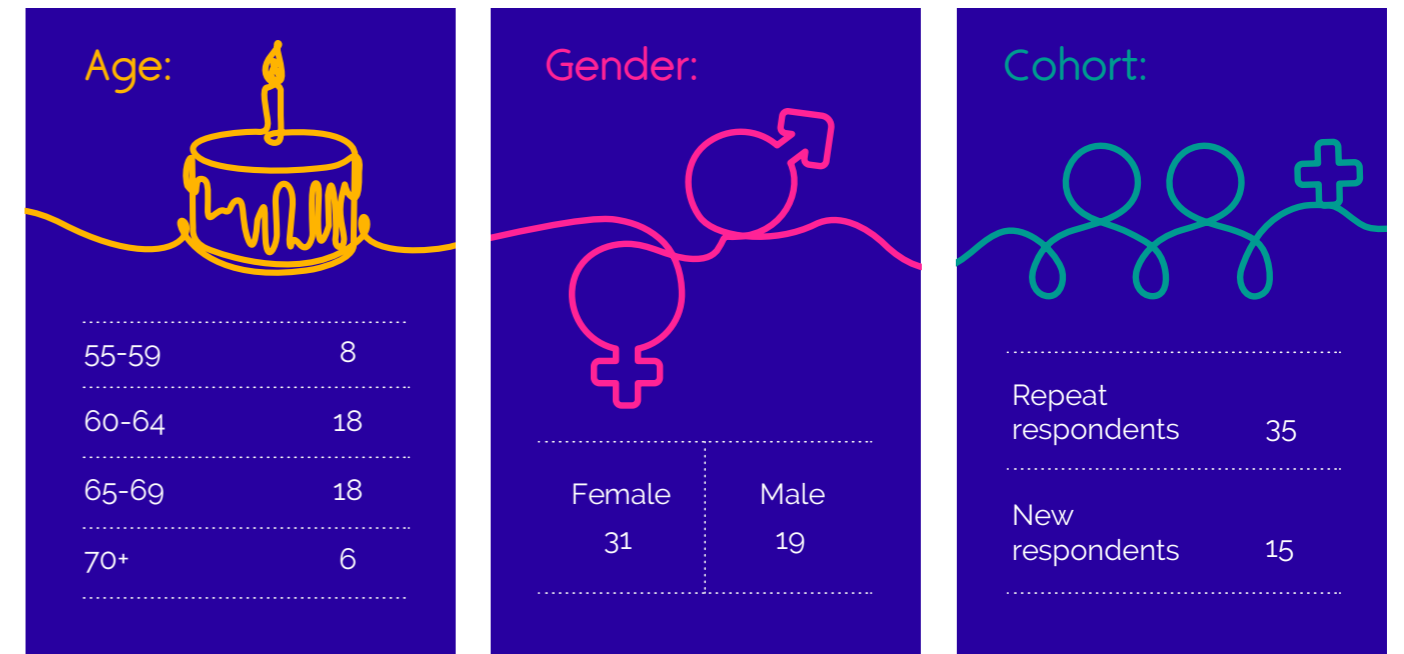 Age:
55-59 8
60-64 18
65-69 18
70+ 6
Gender:
Female Male
31 19
Cohort:
Repeat
respondents 35
New
respondents 15